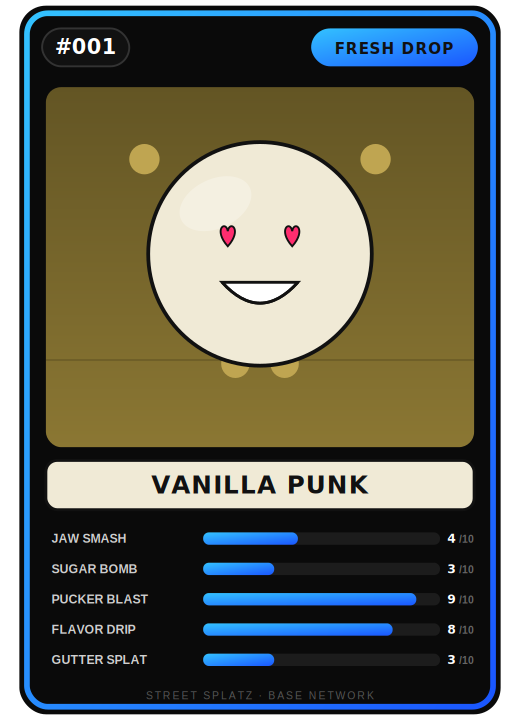 #001 FRESH DROP
VANILLA PUNK
JAW SMASH 4 /10
SUGAR BOMB 3 /10
PUCKER BLAST 9 /10
FLAVOR DRIP 8 /10
GUTTER SPLAT 3 /10
STREET SPLATZ · BASE NETWORK